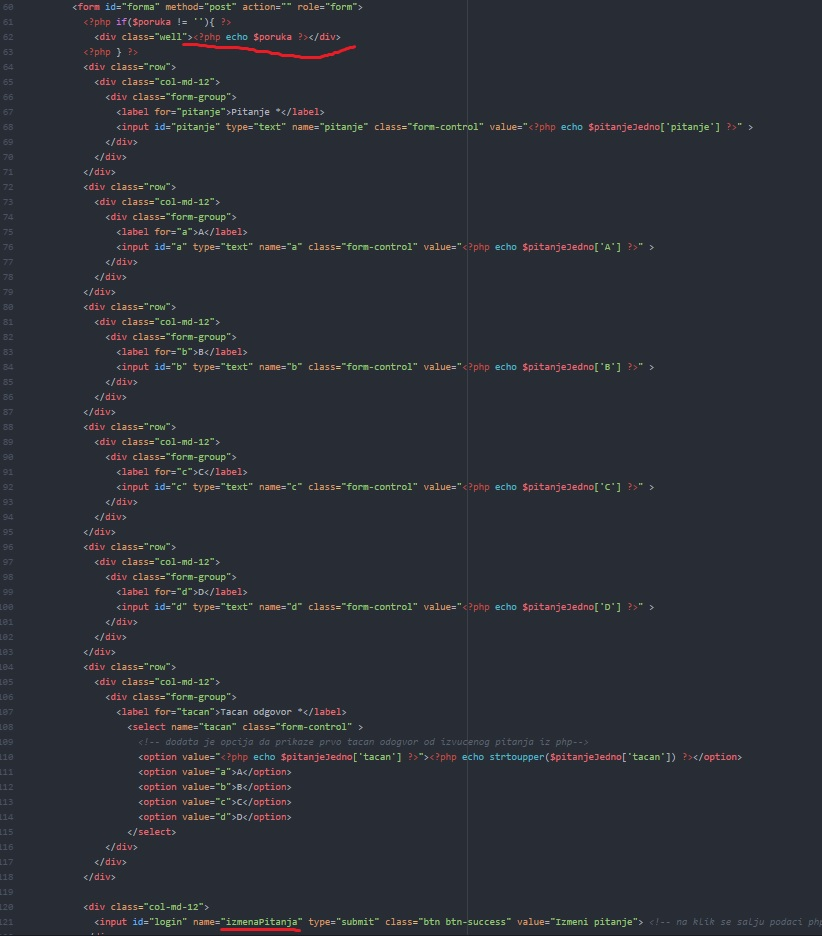 60 <form id="forma" method="post" action="" role="form">
61 <?php if($poruka != ''){ ?>
62 <div class="well"><?php echo $poruka ?></div>
63 <?php } ?>
64 <div class="row">
65 <div class="col-md-12">
66 <div class="form-group">
67 <label for="pitanje">Pitanje *</label>
68 <input id="pitanje" type="text" name="pitanje" class="form-control" value="<?php echo $pitanjeJedno['pitanje'] ?>" >
69 </div>
70 </div>
71 </div>
72 <div class="row">
73 <div class="col-md-12">
74 <div class="form-group">
75 <label for="a">A</label>
76 <input id="a" type="text" name="a" class="form-control" value="<?php echo $pitanjeJedno['A'] ?>" >
77 </div>
78 </div>
79 </div>
80 <div class="row">
81 <div class="col-md-12">
82 <div class="form-group">
83 <label for="b">B</label>
84 <input id="b" type="text" name="b" class="form-control" value="<?php echo $pitanjeJedno['B'] ?>" >
85 </div>
86 </div>
87 </div>
88 <div class="row">
89 <div class="col-md-12">
90 <div class="form-group">
91 <label for="c">C</label>
92 <input id="c" type="text" name="c" class="form-control" value="<?php echo $pitanjeJedno['C'] ?>" >
93 </div>
94 </div>
95 </div>
96 <div class="row">
97 <div class="col-md-12">
98 <div class="form-group">
99 <label for="d">D</label>
100 <input id="d" type="text" name="d" class="form-control" value="<?php echo $pitanjeJedno['D'] ?>" >
101 </div>
102 </div>
103 </div>
104 <div class="row">
105 <div class="col-md-12">
106 <div class="form-group">
107 <label for="tacan">Tacan odgovor *</label>
108 <select name="tacan" class="form-control" >
109 <!-- dodata je opcija da prikaze prvo tacan odogvor od izvucenog pitanja iz php-->
110 <option value="<?php echo $pitanjeJedno['tacan'] ?>"><?php echo strtoupper($pitanjeJedno['tacan']) ?></option>
111 <option value="a">A</option>
112 <option value="b">B</option>
113 <option value="c">C</option>
114 <option value="d">D</option>
115 </select>
116 </div>
117 </div>
118 </div>
119
120 <div class="col-md-12">
121 <input id="login" name="izmenaPitanja" type="submit" class="btn btn-success" value="Izmeni pitanje"> <!-- na klik se salju podaci php